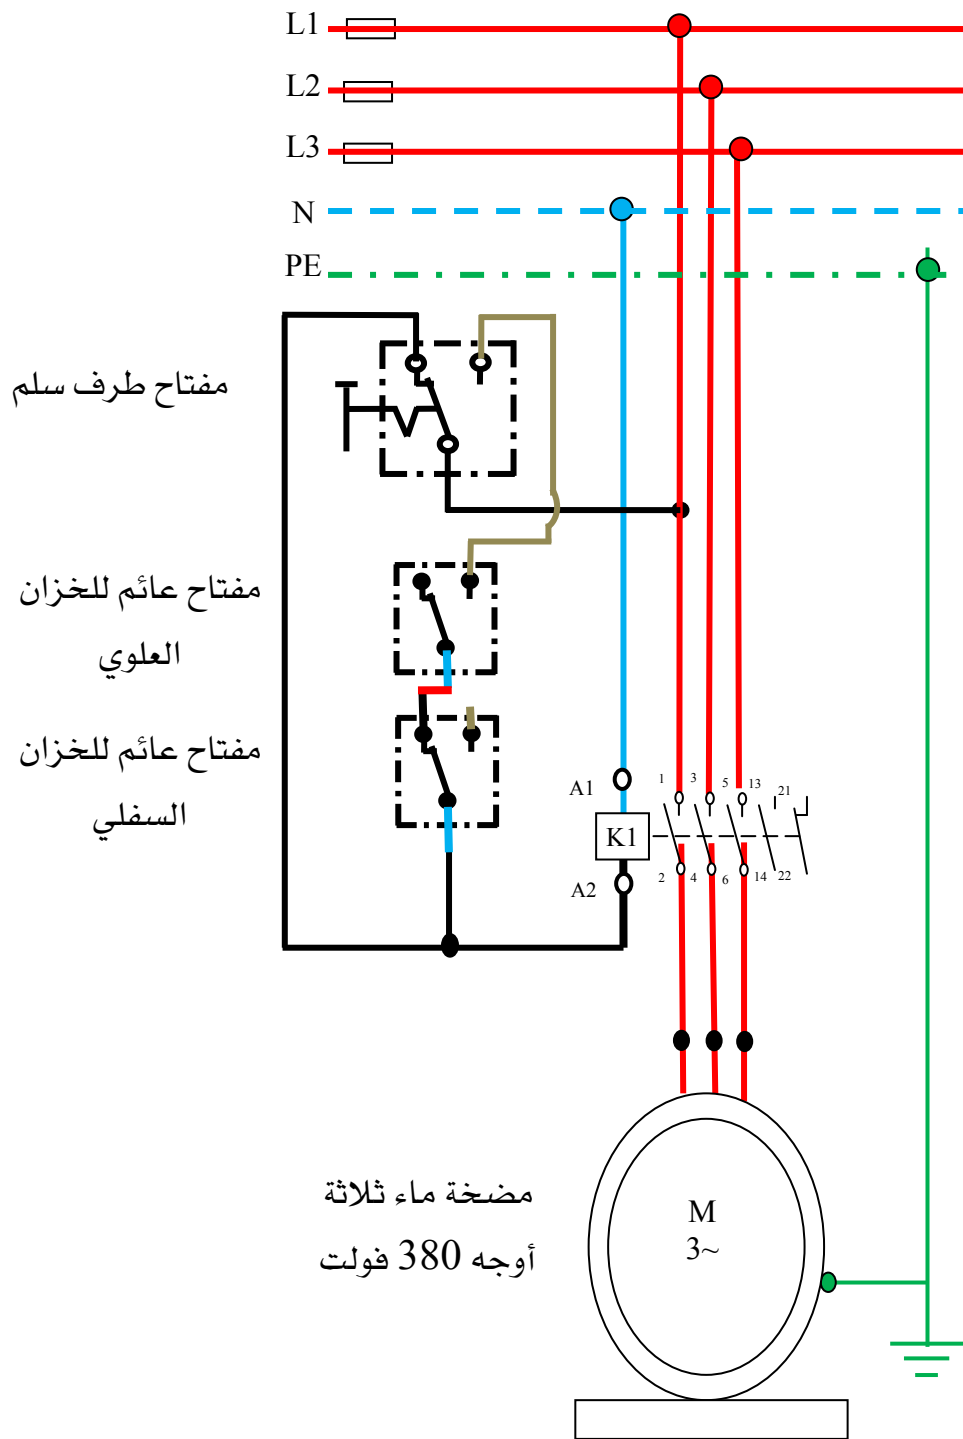 L1
L2
L3
N
PE
مفتاح طرف سلم
مفتاح عائم للخزان
العلوي
مفتاح عائم للخزان
السفلي
A1
1
3
5
13
21
K1
A2
2
4
6
14
22
M
3~
مضخة ماء ثلاثة
أوجه 380 فولت